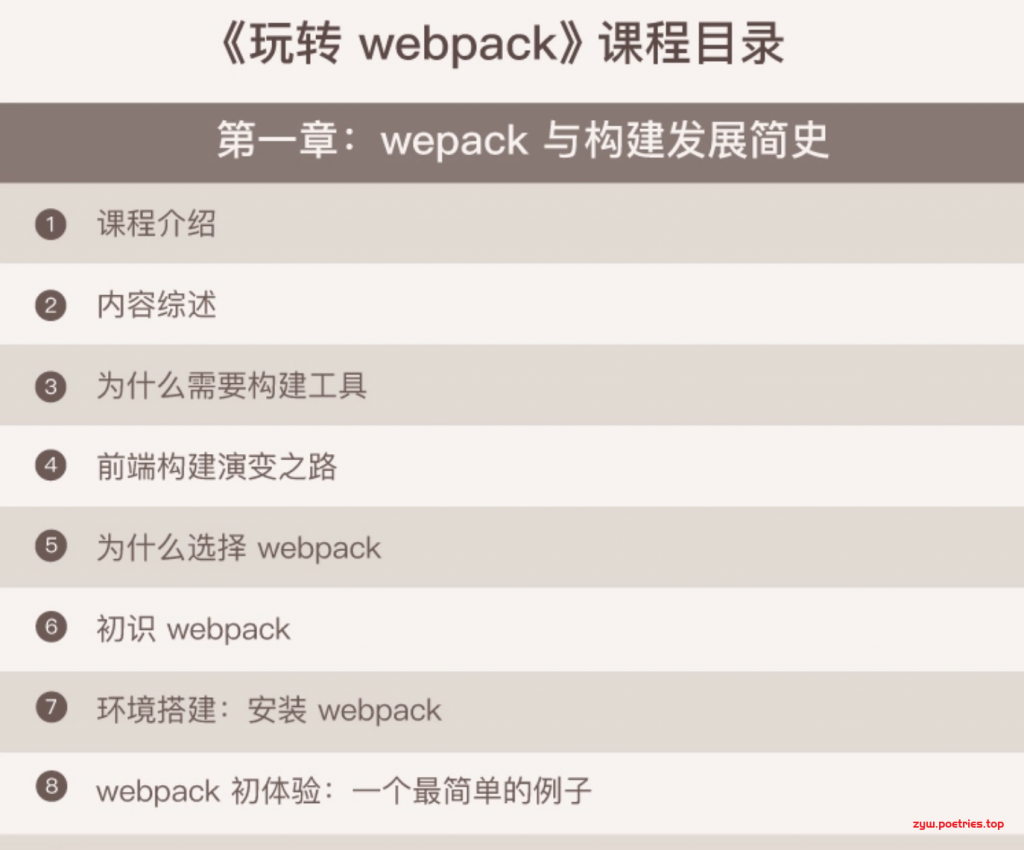 《玩转 webpack》课程目录
第一章：wepack 与构建发展简史
1 课程介绍
2 内容综述
3 为什么需要构建工具
4 前端构建演变之路
5 为什么选择 webpack
6 初识 webpack
7 环境搭建：安装 webpack
8 webpack 初体验：一个最简单的例子
zyw.poetries.top